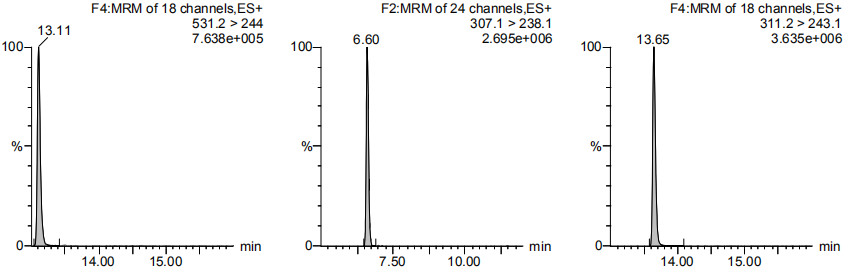 F4:MRM of 18 channels,ES+
531.2 > 244
7.638e+005
13.11
100
%
0
min
14.00 15.00
F2:MRM of 24 channels,ES+
307.1 > 238.1
2.695e+006
6.60
100
%
0
min
7.50 10.00
F4:MRM of 18 channels,ES+
311.2 > 243.1
3.635e+006
13.65
100
%
0
min
14.00 15.00